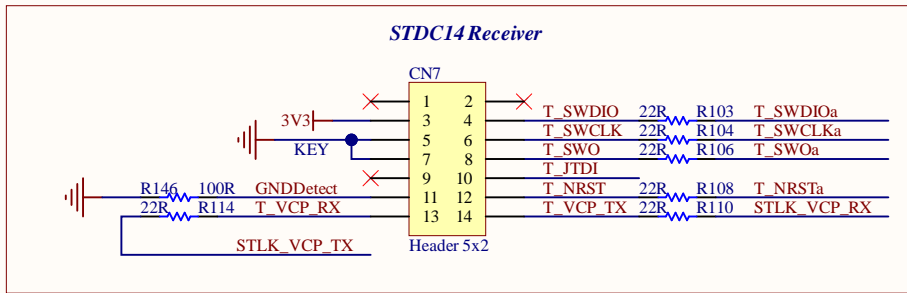 STDC14 Receiver
CN7
1 2
3V3 3 4 T_SWDIO 22R R103 T_SWDIOa
5 6 T_SWCLK 22R R104 T_SWCLKa
KEY 7 8 T_SWO 22R R106 T_SWOa
9 10 T_JTDI
R146 100R GNDDetect 11 12 T_NRST 22R R108 T_NRSTa
22R R114 T_VCP_RX 13 14 T_VCP_TX 22R R110 STLK_VCP_RX
STLK_VCP_TX Header 5x2